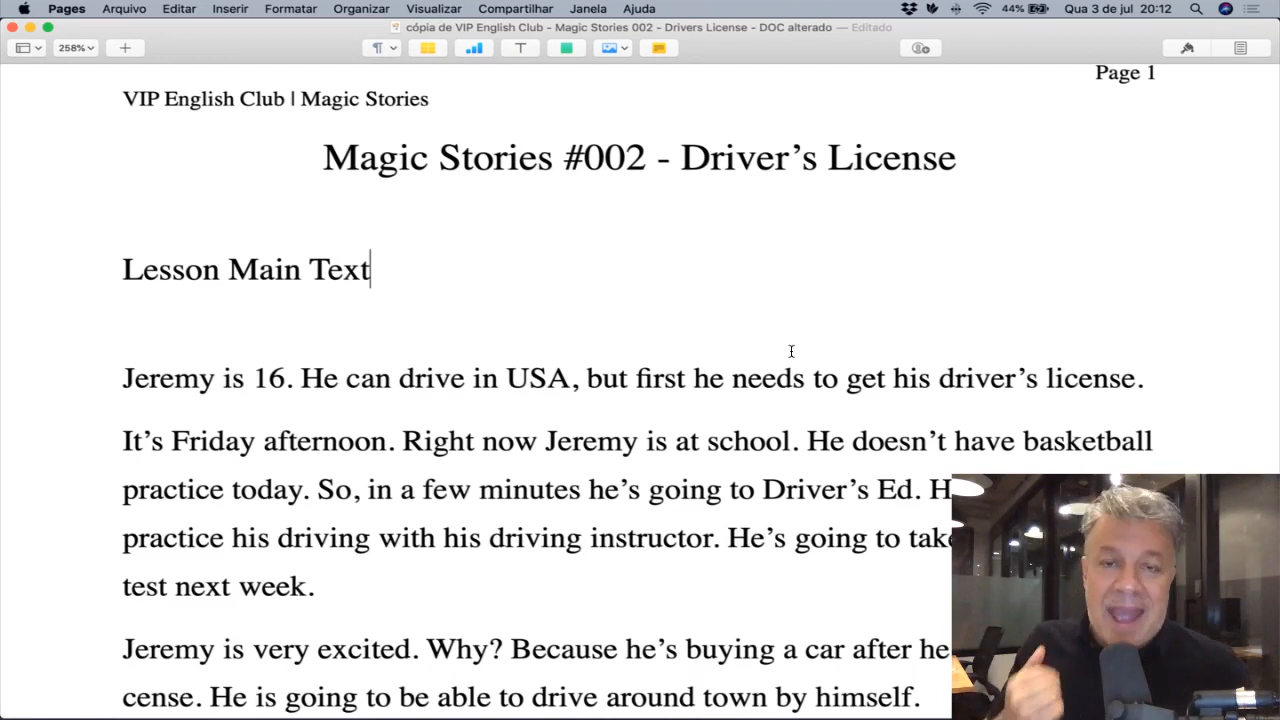 Pages Arquivo Editar Inserir Formatar Organizar Visualizar Compartilhar Janela Ajuda 44% Qua 3 de jul 20:12
cópia de VIP English Club - Magic Stories 002 - Drivers License - DOC alterado — Editado
258%
Page 1
VIP English Club | Magic Stories
Magic Stories #002 - Driver’s License
Lesson Main Text
Jeremy is 16. He can drive in USA, but first he needs to get his driver’s license.
It’s Friday afternoon. Right now Jeremy is at school. He doesn’t have basketball
practice today. So, in a few minutes he’s going to Driver’s Ed. H
practice his driving with his driving instructor. He’s going to take
test next week.
Jeremy is very excited. Why? Because he’s buying a car after he
cense. He is going to be able to drive around town by himself.